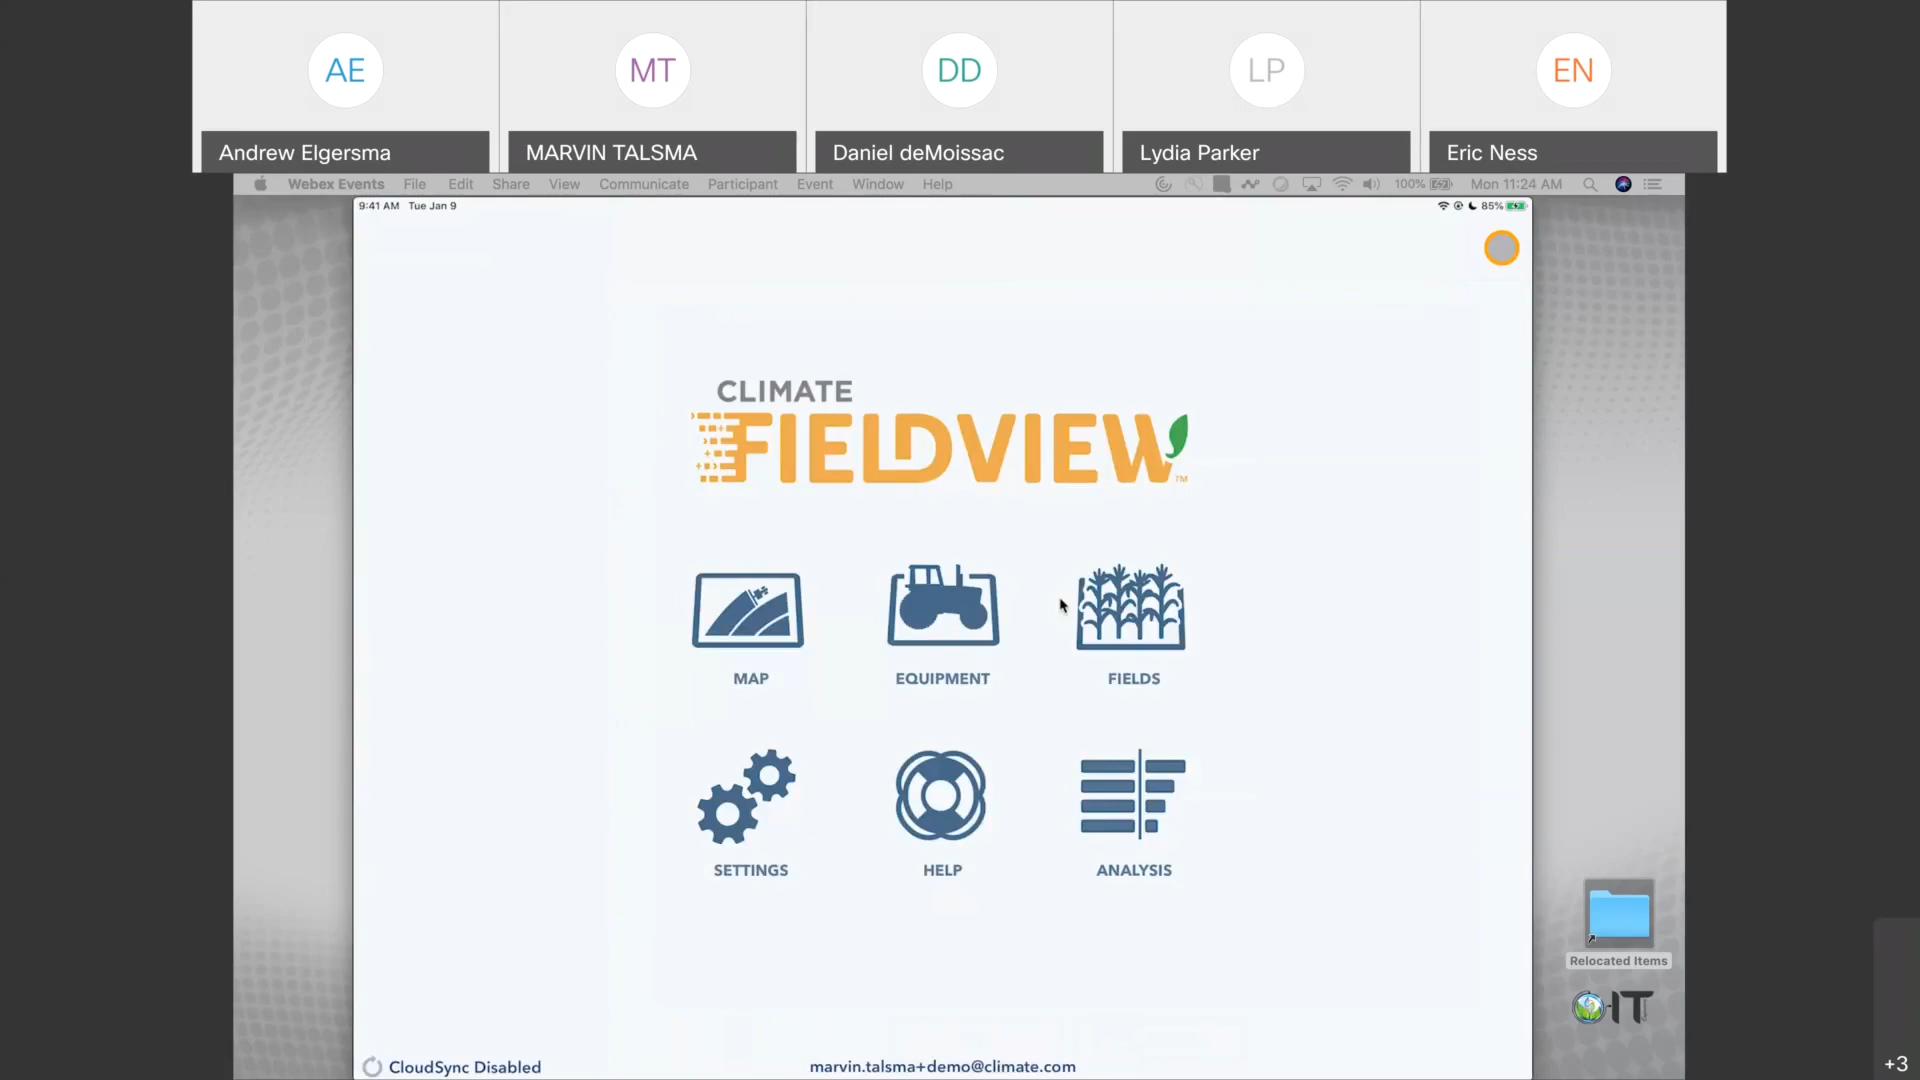 AE
MT
DD
LP
EN
Andrew Elgersma
MARVIN TALSMA
Daniel deMoissac
Lydia Parker
Eric Ness
Webex Events File Edit Share View Communicate Participant Event Window Help 100% Mon 11:24 AM
9:41 AM Tue Jan 9 85%
CLIMATE
FIELDVIEW™
MAP
EQUIPMENT
FIELDS
SETTINGS
HELP
ANALYSIS
Relocated Items
IT
CloudSync Disabled
marvin.talsma+demo@climate.com
+3